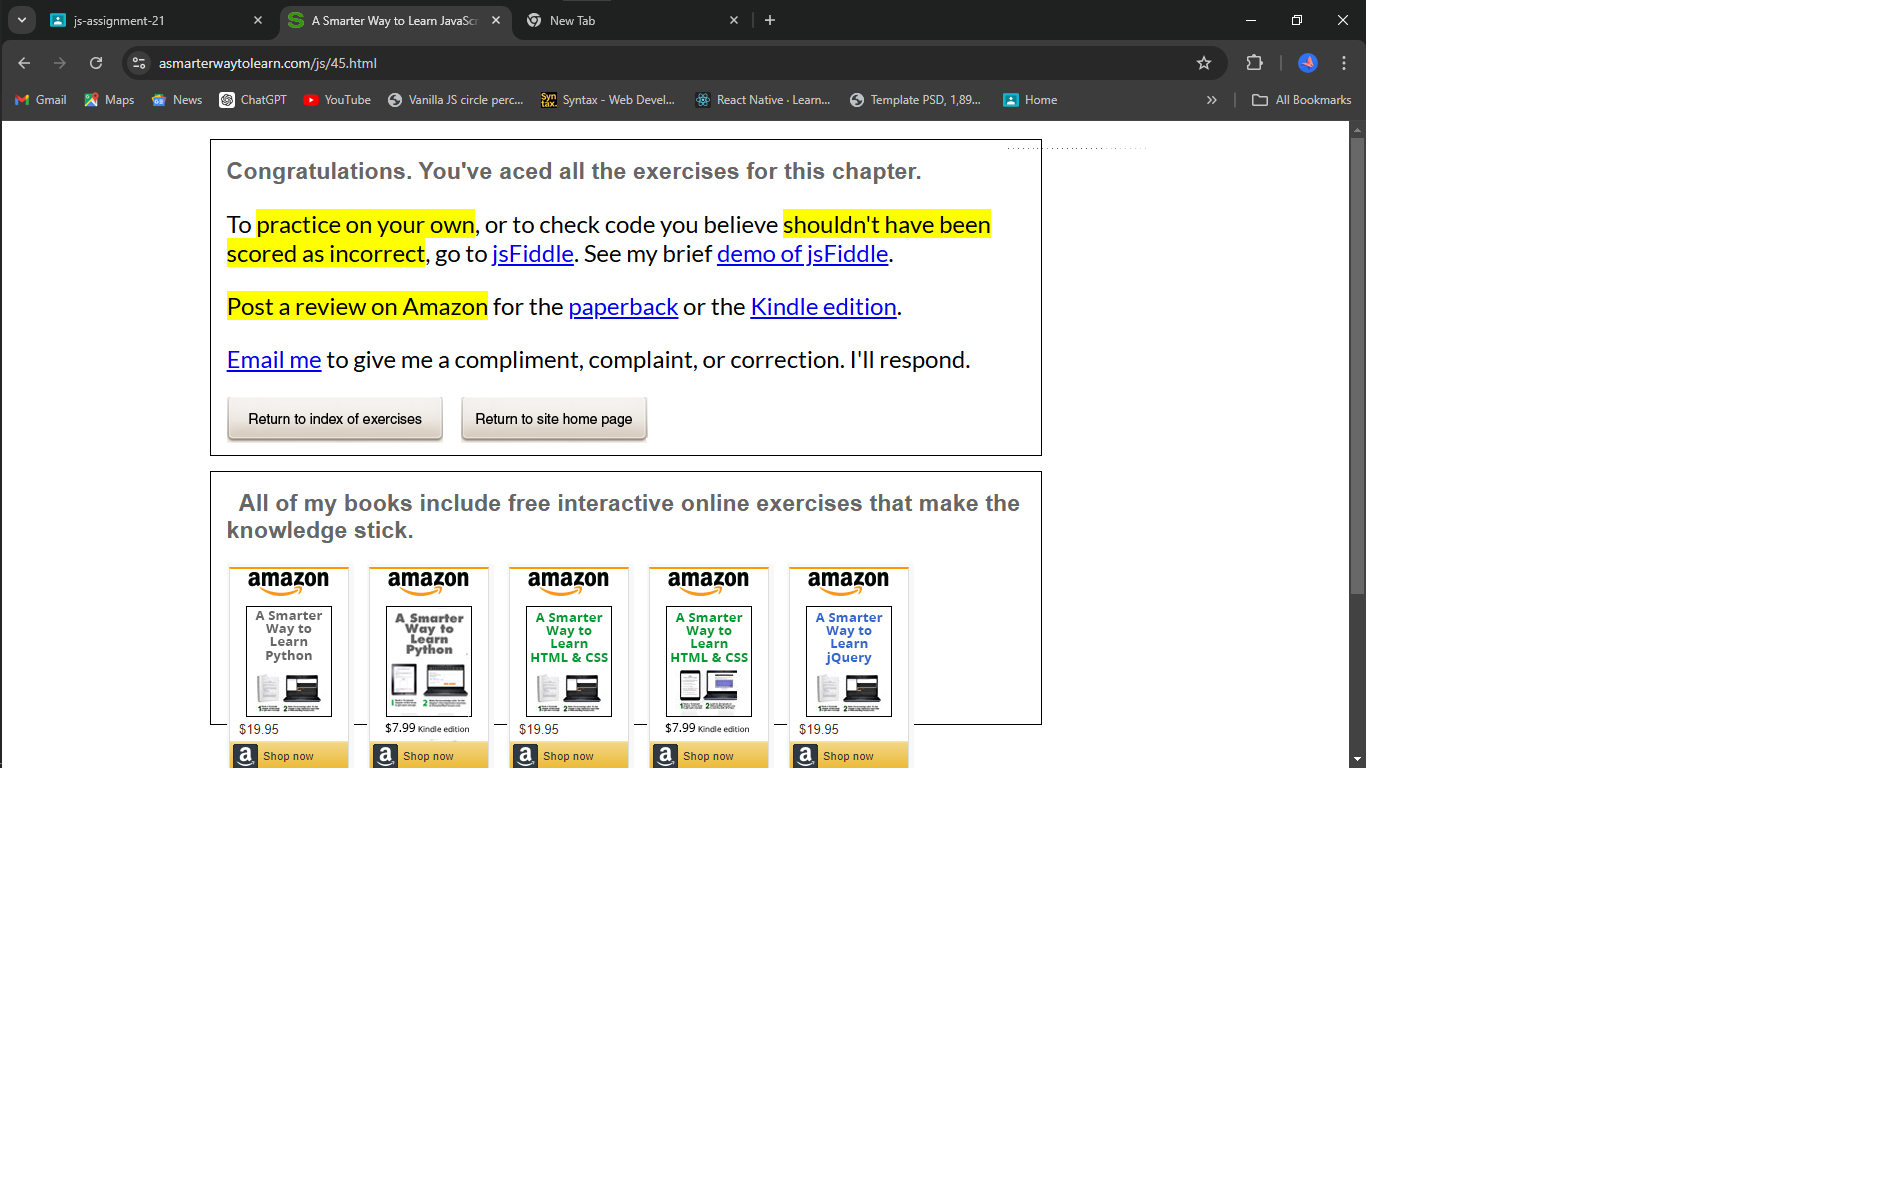 js-assignment-21
A Smarter Way to Learn JavaScr
New Tab
asmarterwaytolearn.com/js/45.html
Gmail
Maps
News
ChatGPT
YouTube
Vanilla JS circle perc...
Syntax - Web Devel...
React Native · Learn...
Template PSD, 1,89...
Home
All Bookmarks
Congratulations. You've aced all the exercises for this chapter.
To practice on your own, or to check code you believe shouldn't have been
scored as incorrect, go to jsFiddle. See my brief demo of jsFiddle.
Post a review on Amazon for the paperback or the Kindle edition.
Email me to give me a compliment, complaint, or correction. I'll respond.
Return to index of exercises
Return to site home page
All of my books include free interactive online exercises that make the
knowledge stick.
amazon
A Smarter
Way to
Learn
Python
$19.95
Shop now
amazon
A Smarter
Way to
Learn
Python
$7.99 Kindle edition
Shop now
amazon
A Smarter
Way to
Learn
HTML & CSS
$19.95
Shop now
amazon
A Smarter
Way to
Learn
HTML & CSS
$7.99 Kindle edition
Shop now
amazon
A Smarter
Way to
Learn
jQuery
$19.95
Shop now